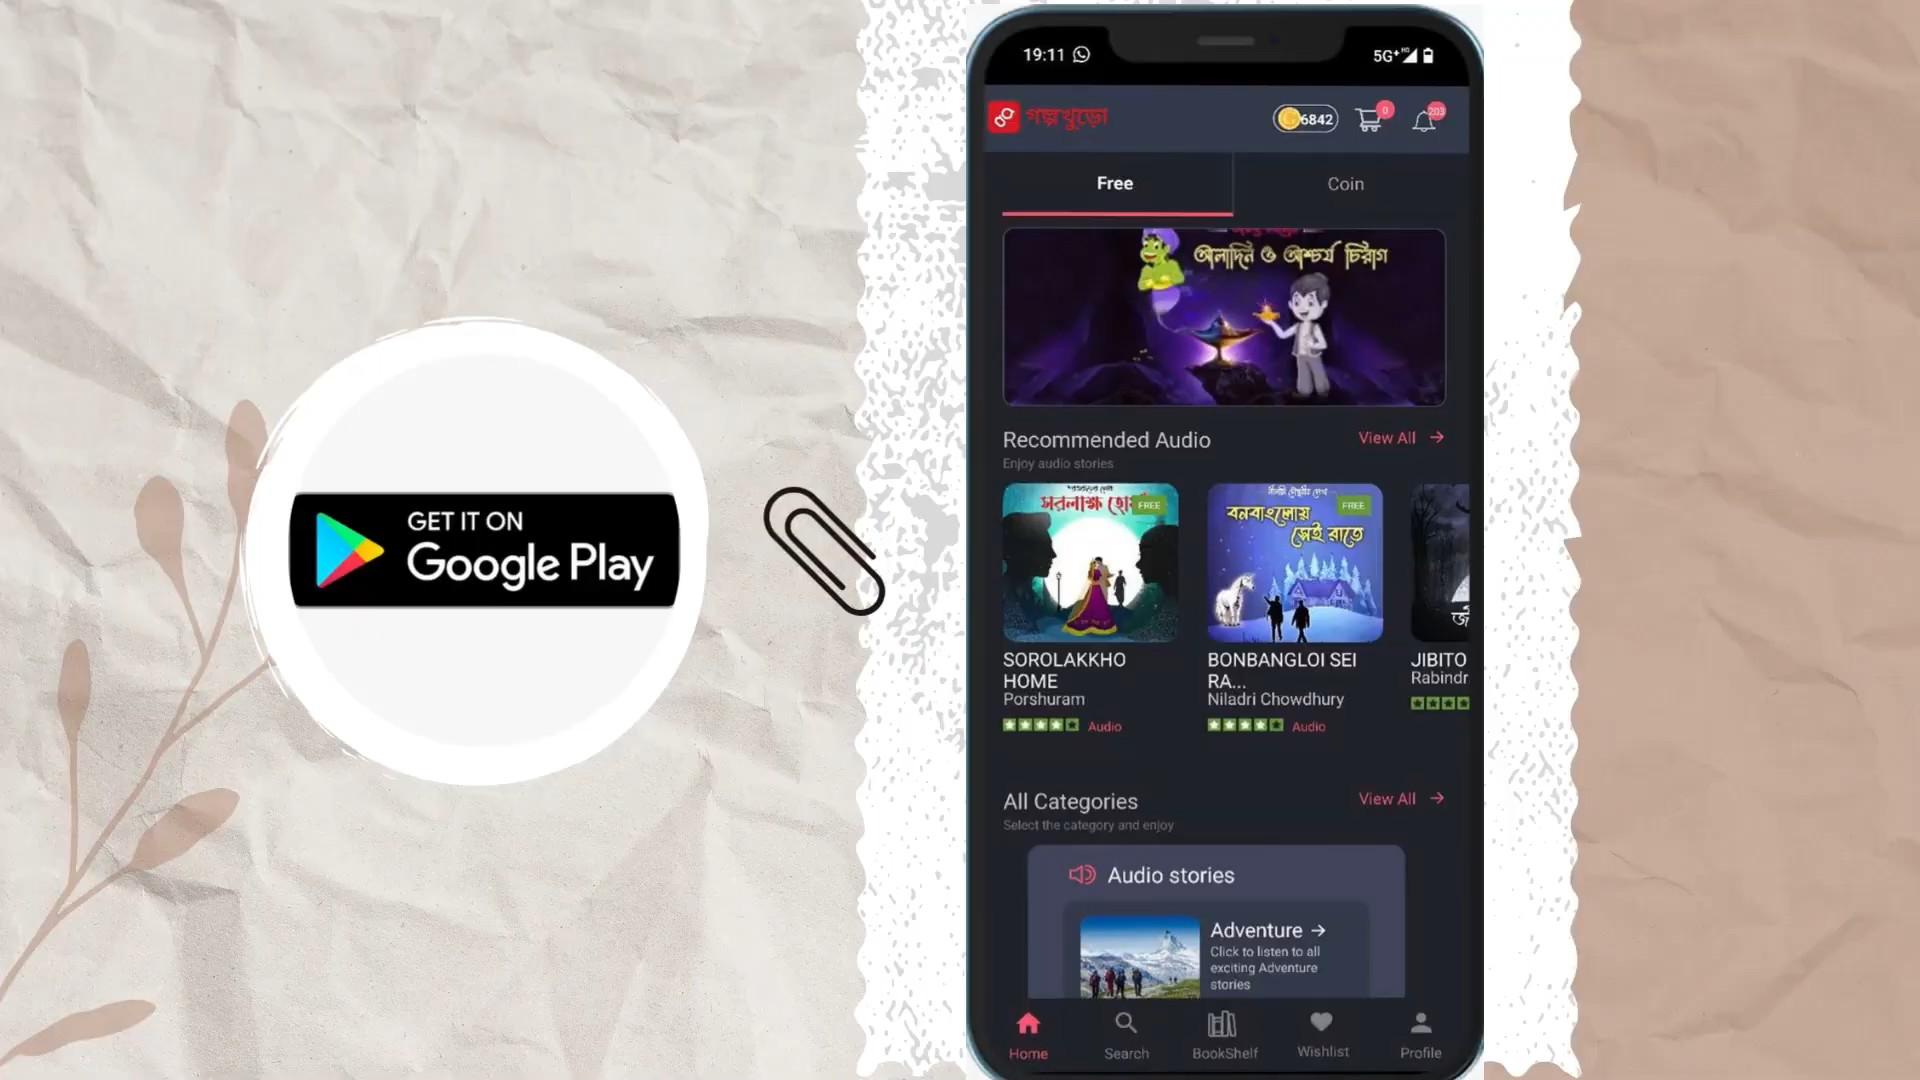 GET IT ON
Google Play
19:11
5G+
গল্পখুড়ো
6842
0
203
Free
Coin
আলাদিন ও আশ্চর্য চিরাগ
Recommended Audio
View All
Enjoy audio stories
FREE
FREE
বনবাংলোয়
সেই রাতে
SOROLAKKHO
HOME
Porshuram
Audio
BONBANGLOI SEI
RA...
Niladri Chowdhury
Audio
JIBITO
Rabindr
All Categories
View All
Select the category and enjoy
Audio stories
Adventure
Click to listen to all
exciting Adventure
stories
Home
Search
BookShelf
Wishlist
Profile